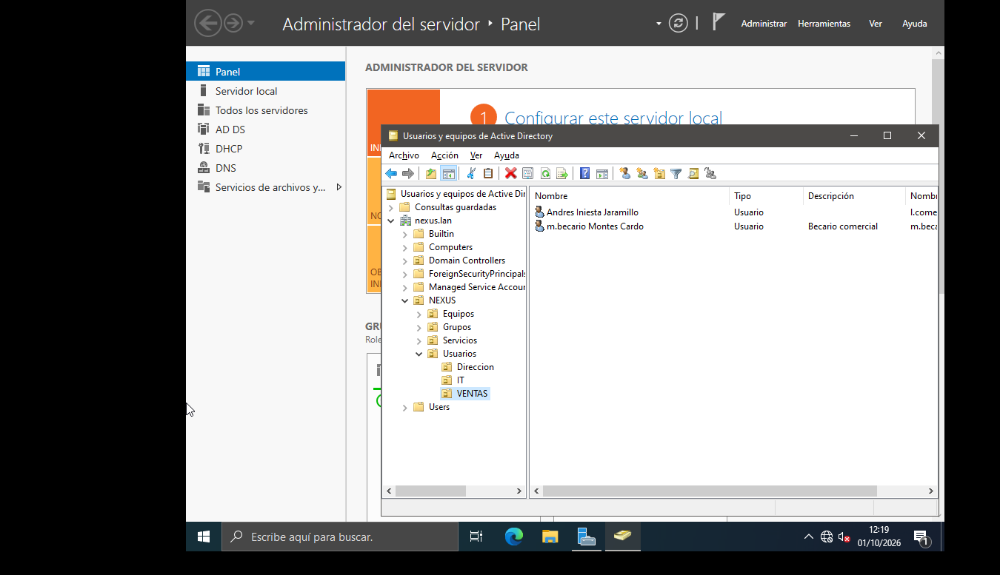 Administrador del servidor ‣ Panel
Administrar Herramientas Ver Ayuda
Panel
Servidor local
Todos los servidores
AD DS
DHCP
DNS
Servicios de archivos y...
ADMINISTRADOR DEL SERVIDOR
1 Configurar este servidor local
Usuarios y equipos de Active Directory
Archivo Acción Ver Ayuda
Usuarios y equipos de Active Dir
Consultas guardadas
nexus.lan
Builtin
Computers
Domain Controllers
ForeignSecurityPrincipals
Managed Service Accour
NEXUS
Equipos
Grupos
Servicios
Usuarios
Direccion
IT
VENTAS
Users
Nombre Tipo Descripción Nombr
Andres Iniesta Jaramillo Usuario l.come
m.becario Montes Cardo Usuario Becario comercial m.beca
IN
NO
OB
IN
GRU
Role
Escribe aquí para buscar.
12:19
01/10/2026
1